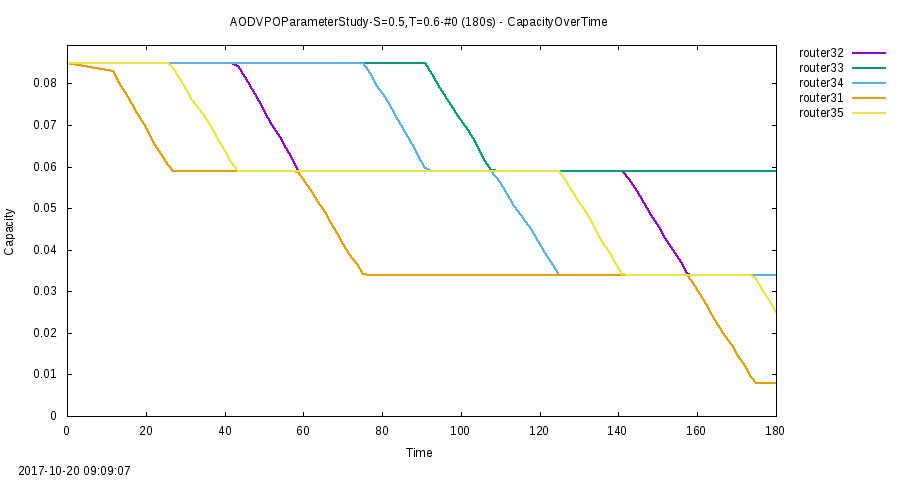 AODVPOParameterStudy-S=0.5,T=0.6-#0 (180s) - CapacityOverTime
router32
router33
router34
router31
router35
0.08
0.07
0.06
0.05
0.04
0.03
0.02
0.01
0
Capacity
0 20 40 60 80 100 120 140 160 180
Time
2017-10-20 09:09:07